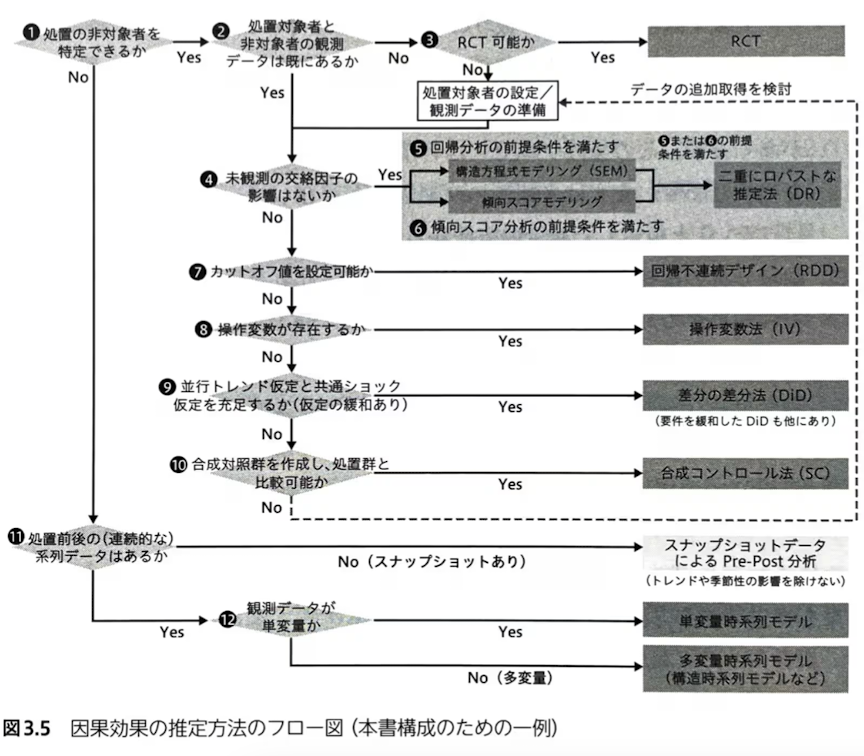 ❶ 処置の非対象者を
特定できるか
Yes
No
❷ 処置対象者と
非対象者の観測
データは既にあるか
No
Yes
❸ RCT 可能か
Yes
No
RCT
処置対象者の設定／
観測データの準備
データの追加取得を検討
❹ 未観測の交絡因子の
影響はないか
Yes
No
❺ 回帰分析の前提条件を満たす
構造方程式モデリング（SEM）
傾向スコアモデリング
❻ 傾向スコア分析の前提条件を満たす
❺または❻の前提
条件を満たす
二重にロバストな
推定法（DR）
❼ カットオフ値を設定可能か
Yes
No
回帰不連続デザイン（RDD）
❽ 操作変数が存在するか
Yes
No
操作変数法（IV）
❾ 並行トレンド仮定と共通ショック
仮定を充足するか（仮定の緩和あり）
Yes
No
差分の差分法（DiD）
（要件を緩和した DiD も他にあり）
❿ 合成対照群を作成し、処置群と
比較可能か
Yes
No
合成コントロール法（SC）
⓫ 処置前後の（連続的な）
系列データはあるか
No（スナップショットあり）
Yes
スナップショットデータ
による Pre-Post 分析
（トレンドや季節性の影響を除けない）
⓬ 観測データが
単変量か
Yes
No（多変量）
単変量時系列モデル
多変量時系列モデル
（構造時系列モデルなど）
図3.5 因果効果の推定方法のフロー図（本書構成のための一例）